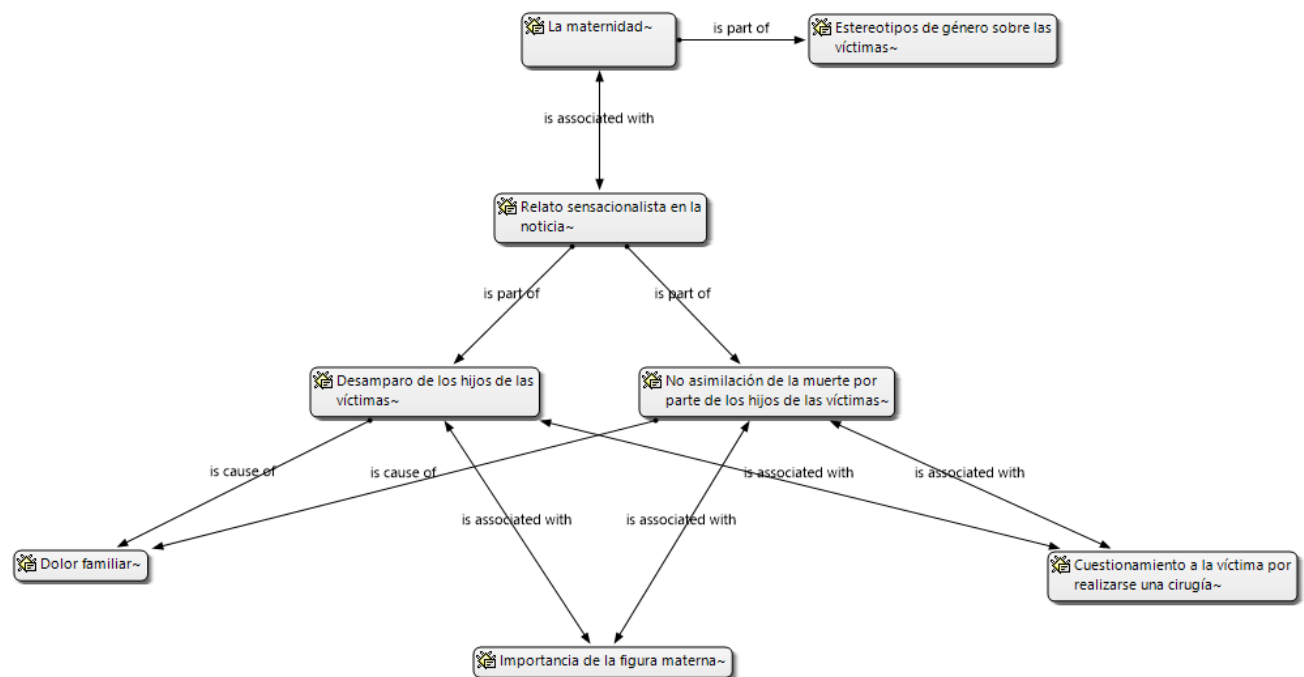 La maternidad~
is part of
Estereotipos de género sobre las
víctimas~
is associated with
Relato sensacionalista en la
noticia~
is part of
is part of
Desamparo de los hijos de las
víctimas~
No asimilación de la muerte por
parte de los hijos de las víctimas~
is cause of
is cause of
is associated with
is associated with
is associated with
is associated with
Dolor familiar~
Cuestionamiento a la víctima por
realizarse una cirugía~
Importancia de la figura materna~